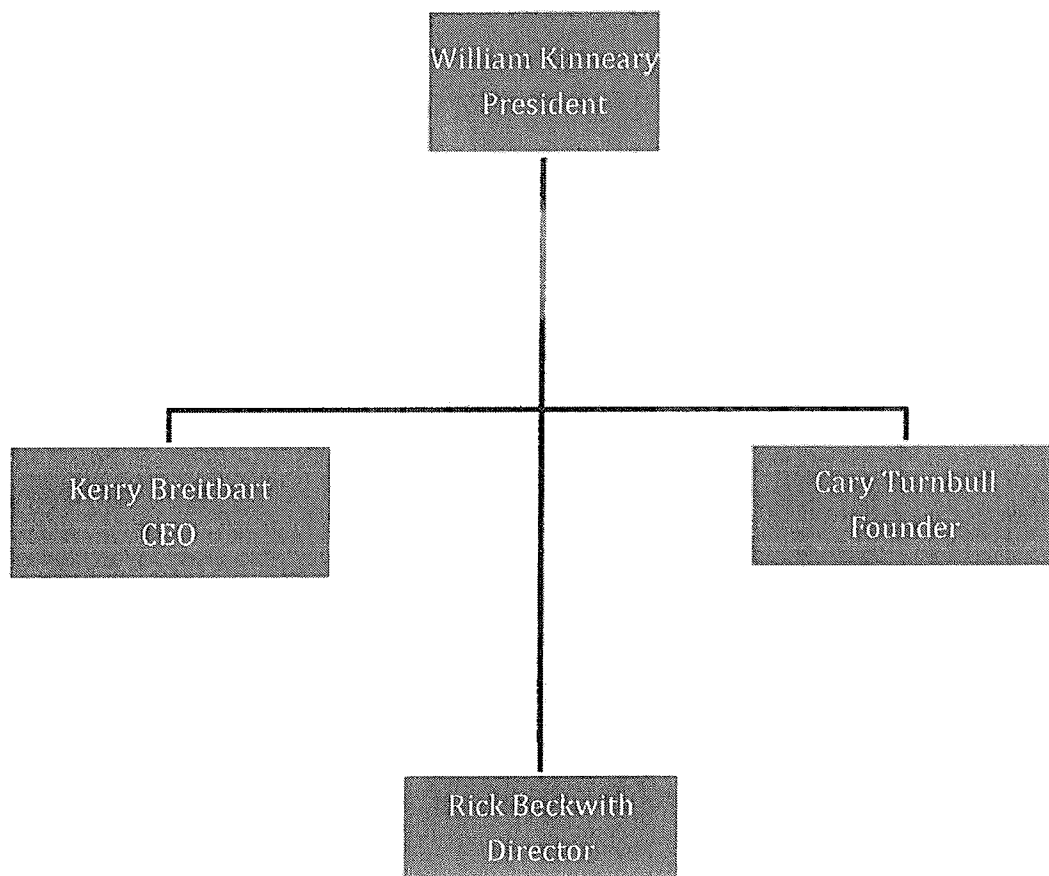 William Kinneary
President
Kerry Breitbart
CEO
Cary Turnbull
Founder
Rick Beckwith
Director